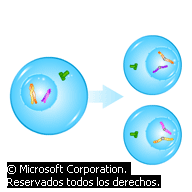 © Microsoft Corporation.
Reservados todos los derechos.